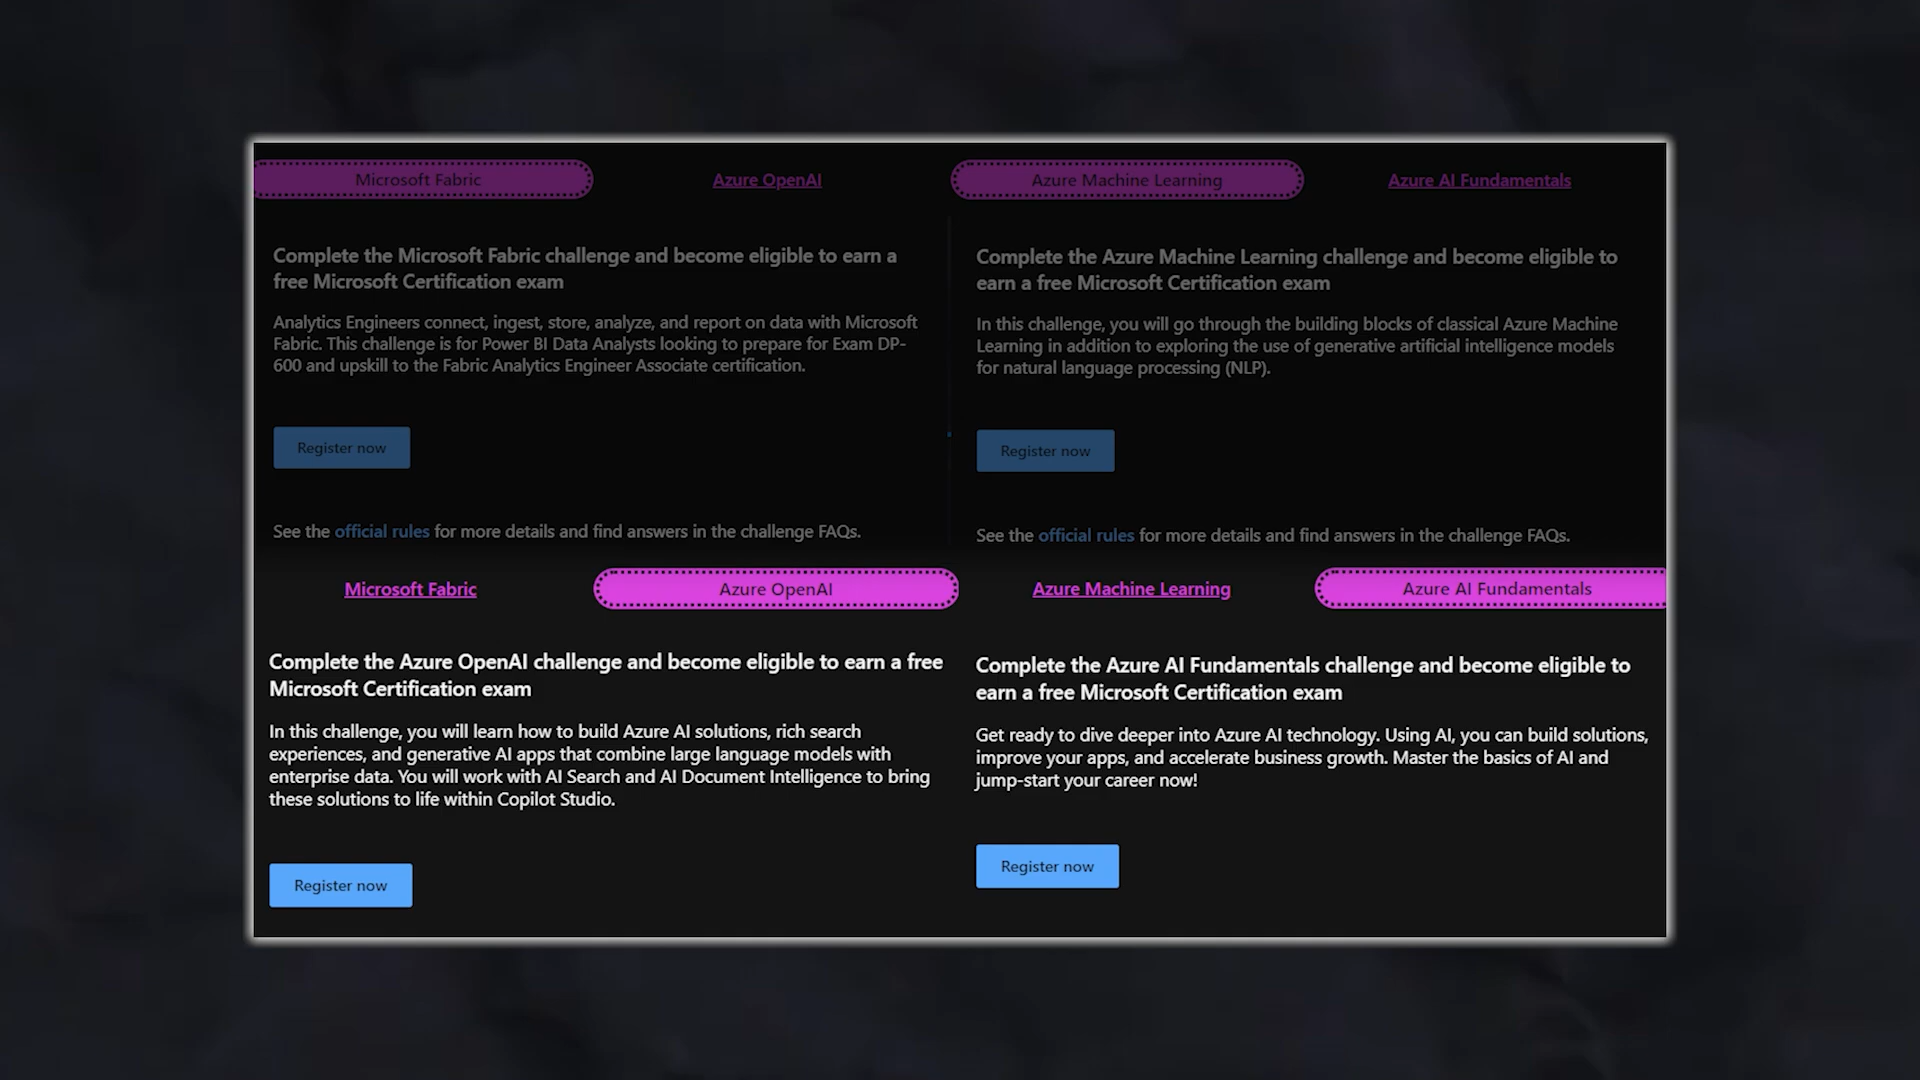 Microsoft Fabric
Azure OpenAI
Complete the Microsoft Fabric challenge and become eligible to earn a
free Microsoft Certification exam
Analytics Engineers connect, ingest, store, analyze, and report on data with Microsoft
Fabric. This challenge is for Power BI Data Analysts looking to prepare for Exam DP-
600 and upskill to the Fabric Analytics Engineer Associate certification.
Register now
See the official rules for more details and find answers in the challenge FAQs.
Azure Machine Learning
Azure AI Fundamentals
Complete the Azure Machine Learning challenge and become eligible to
earn a free Microsoft Certification exam
In this challenge, you will go through the building blocks of classical Azure Machine
Learning in addition to exploring the use of generative artificial intelligence models
for natural language processing (NLP).
Register now
See the official rules for more details and find answers in the challenge FAQs.
Microsoft Fabric
Azure OpenAI
Complete the Azure OpenAI challenge and become eligible to earn a free
Microsoft Certification exam
In this challenge, you will learn how to build Azure AI solutions, rich search
experiences, and generative AI apps that combine large language models with
enterprise data. You will work with AI Search and AI Document Intelligence to bring
these solutions to life within Copilot Studio.
Register now
Azure Machine Learning
Azure AI Fundamentals
Complete the Azure AI Fundamentals challenge and become eligible to
earn a free Microsoft Certification exam
Get ready to dive deeper into Azure AI technology. Using AI, you can build solutions,
improve your apps, and accelerate business growth. Master the basics of AI and
jump-start your career now!
Register now